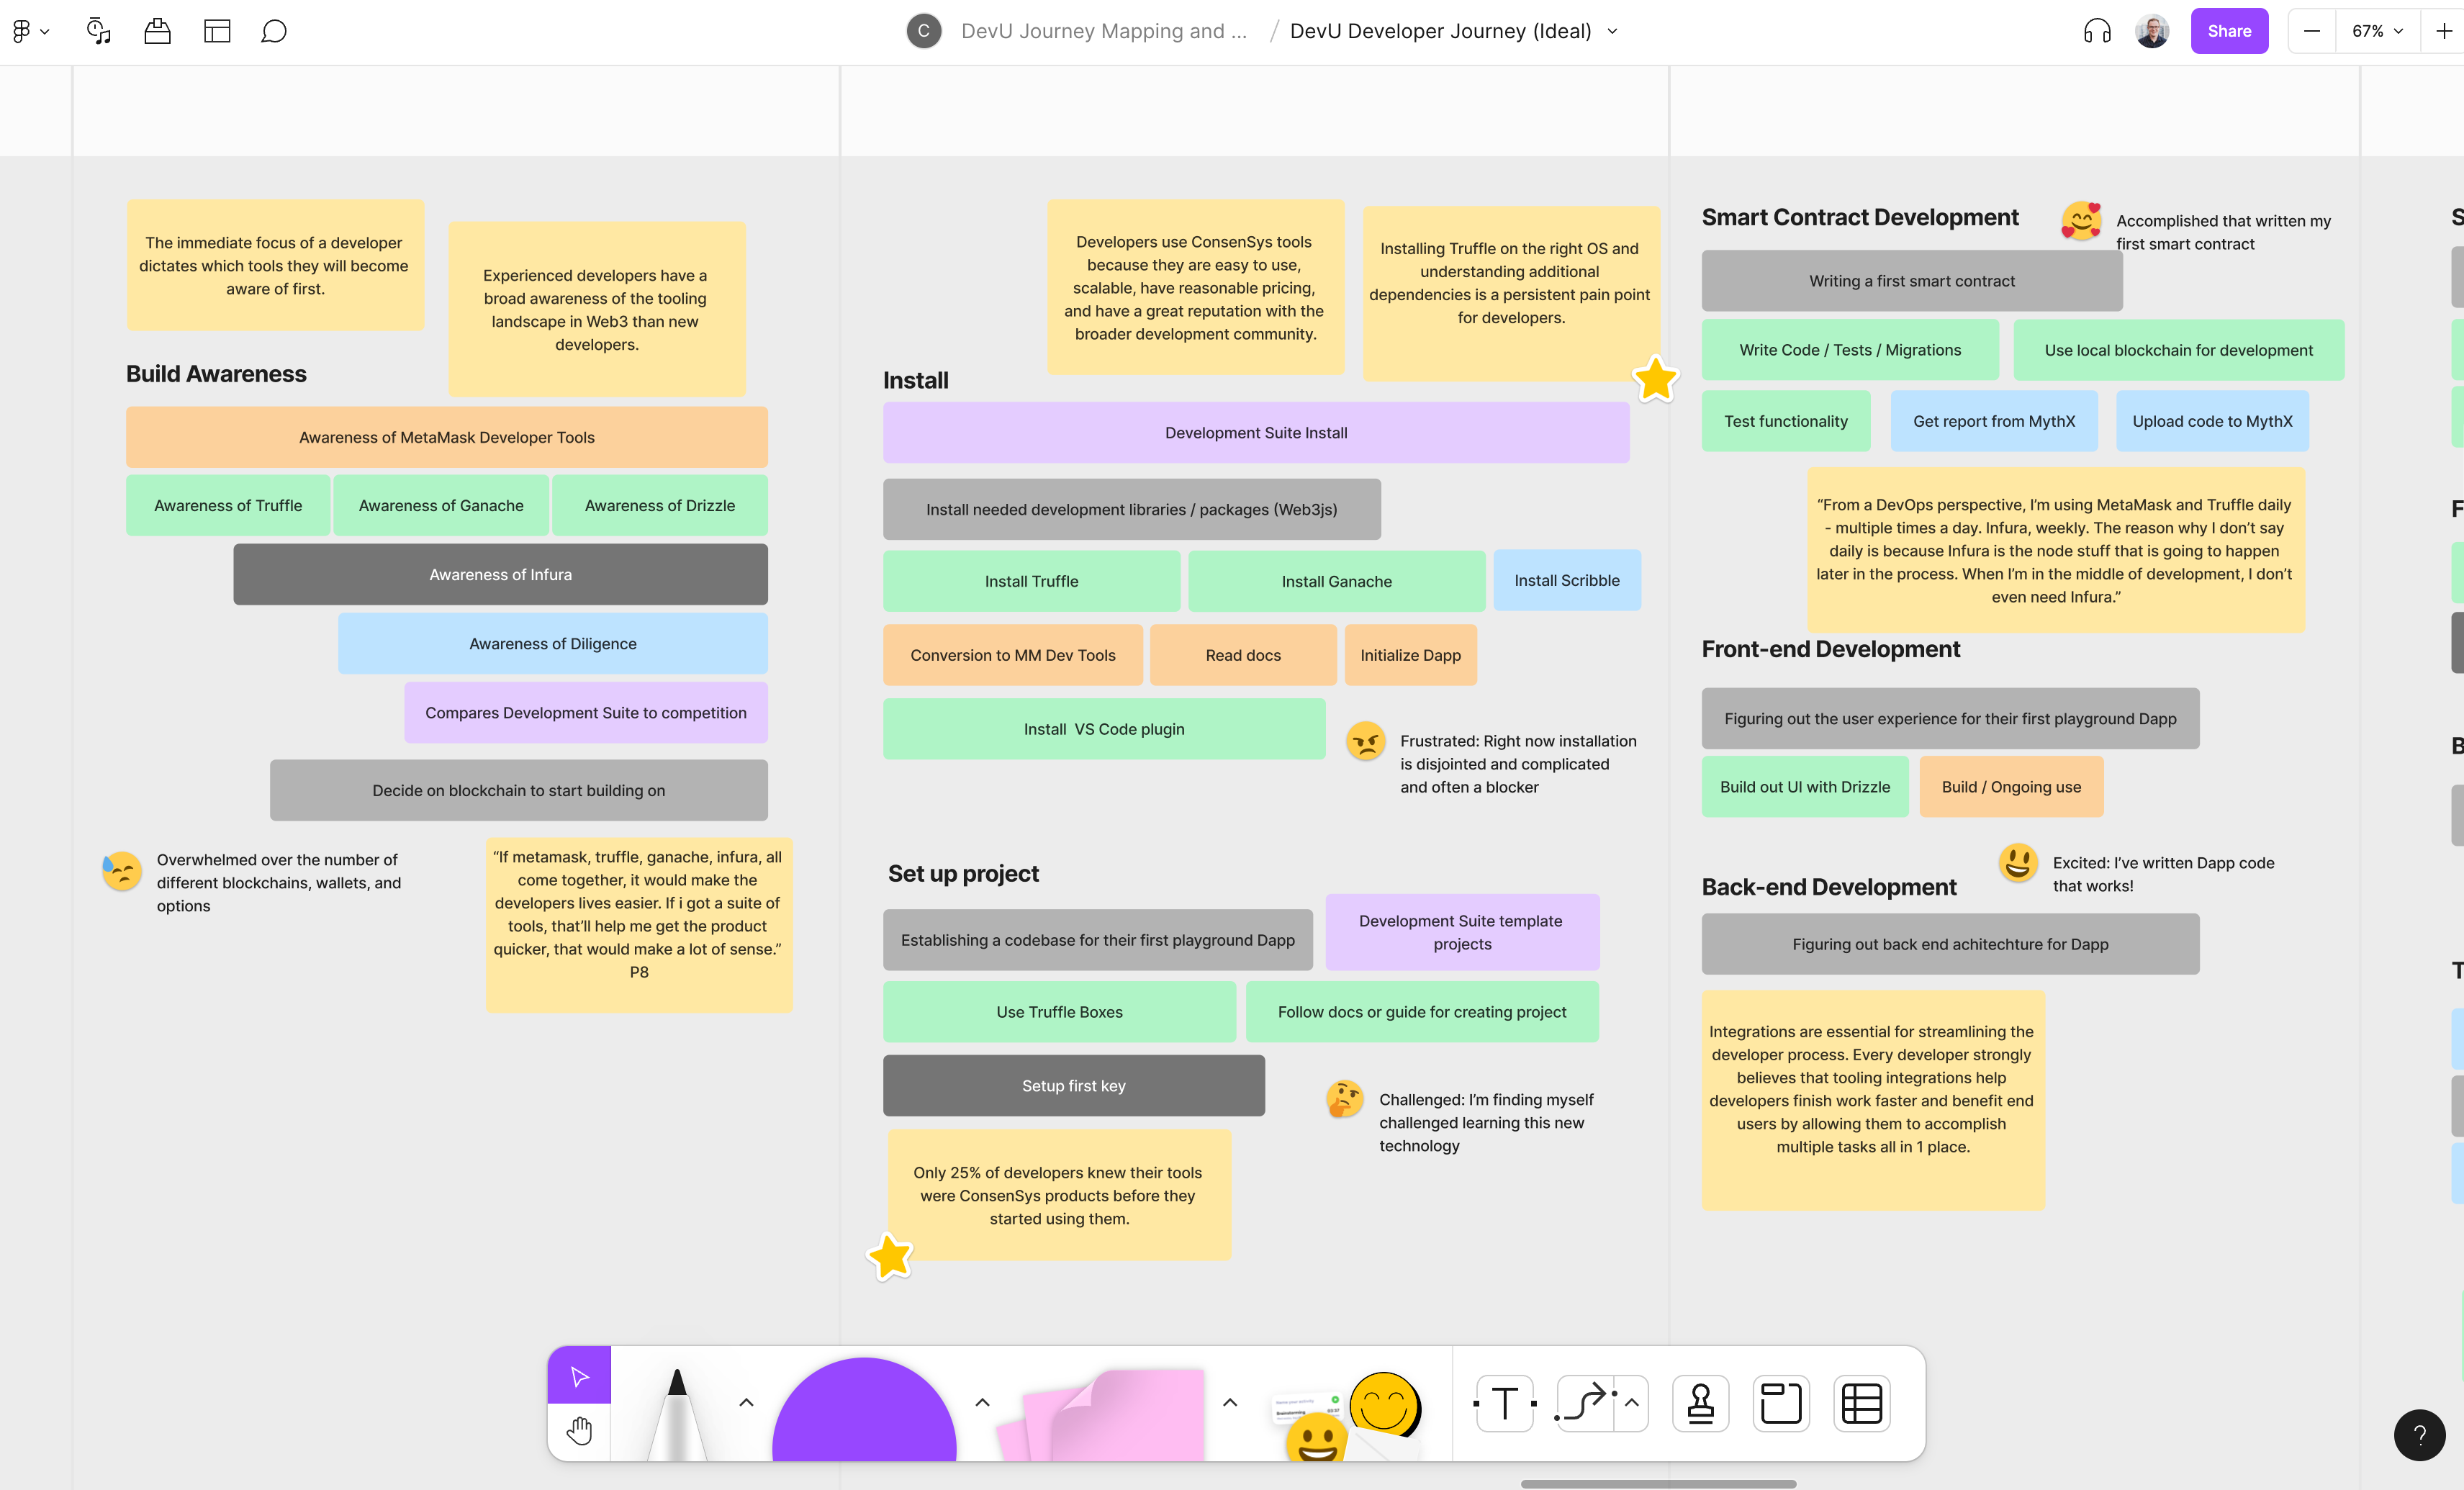 C
DevU Journey Mapping and ...
/
DevU Developer Journey (Ideal)
Share
67%
The immediate focus of a developer
dictates which tools they will become
aware of first.
Experienced developers have a
broad awareness of the tooling
landscape in Web3 than new
developers.
Build Awareness
Awareness of MetaMask Developer Tools
Awareness of Truffle
Awareness of Ganache
Awareness of Drizzle
Awareness of Infura
Awareness of Diligence
Compares Development Suite to competition
Decide on blockchain to start building on
Overwhelmed over the number of
different blockchains, wallets, and
options
“If metamask, truffle, ganache, infura, all
come together, it would make the
developers lives easier. If i got a suite of
tools, that’ll help me get the product
quicker, that would make a lot of sense.”
P8
Developers use ConsenSys tools
because they are easy to use,
scalable, have reasonable pricing,
and have a great reputation with the
broader development community.
Installing Truffle on the right OS and
understanding additional
dependencies is a persistent pain point
for developers.
Install
Development Suite Install
Install needed development libraries / packages (Web3js)
Install Truffle
Install Ganache
Install Scribble
Conversion to MM Dev Tools
Read docs
Initialize Dapp
Install VS Code plugin
Frustrated: Right now installation
is disjointed and complicated
and often a blocker
Set up project
Establishing a codebase for their first playground Dapp
Development Suite template
projects
Use Truffle Boxes
Follow docs or guide for creating project
Setup first key
Challenged: I’m finding myself
challenged learning this new
technology
Only 25% of developers knew their tools
were ConsenSys products before they
started using them.
Smart Contract Development
Accomplished that written my
first smart contract
Writing a first smart contract
Write Code / Tests / Migrations
Use local blockchain for development
Test functionality
Get report from MythX
Upload code to MythX
“From a DevOps perspective, I’m using MetaMask and Truffle daily
- multiple times a day. Infura, weekly. The reason why I don’t say
daily is because Infura is the node stuff that is going to happen
later in the process. When I’m in the middle of development, I don’t
even need Infura.”
Front-end Development
Figuring out the user experience for their first playground Dapp
Build out UI with Drizzle
Build / Ongoing use
Excited: I’ve written Dapp code
that works!
Back-end Development
Figuring out back end achitechture for Dapp
Integrations are essential for streamlining the
developer process. Every developer strongly
believes that tooling integrations help
developers finish work faster and benefit end
users by allowing them to accomplish
multiple tasks all in 1 place.
T
?